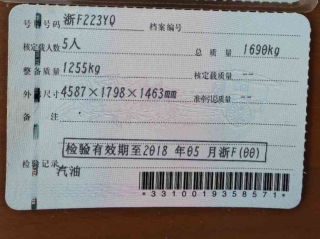 号牌号码 浙F223YQ 档案编号
核定载人数 5人 总质量 1690kg
整备质量 1255kg 核定载质量 --
外廓尺寸 4587×1798×1463mm 准牵引总质量 --
备注
检验有效期至2018 年05 月浙F(00)
检验记录
汽油
*3310019358571*